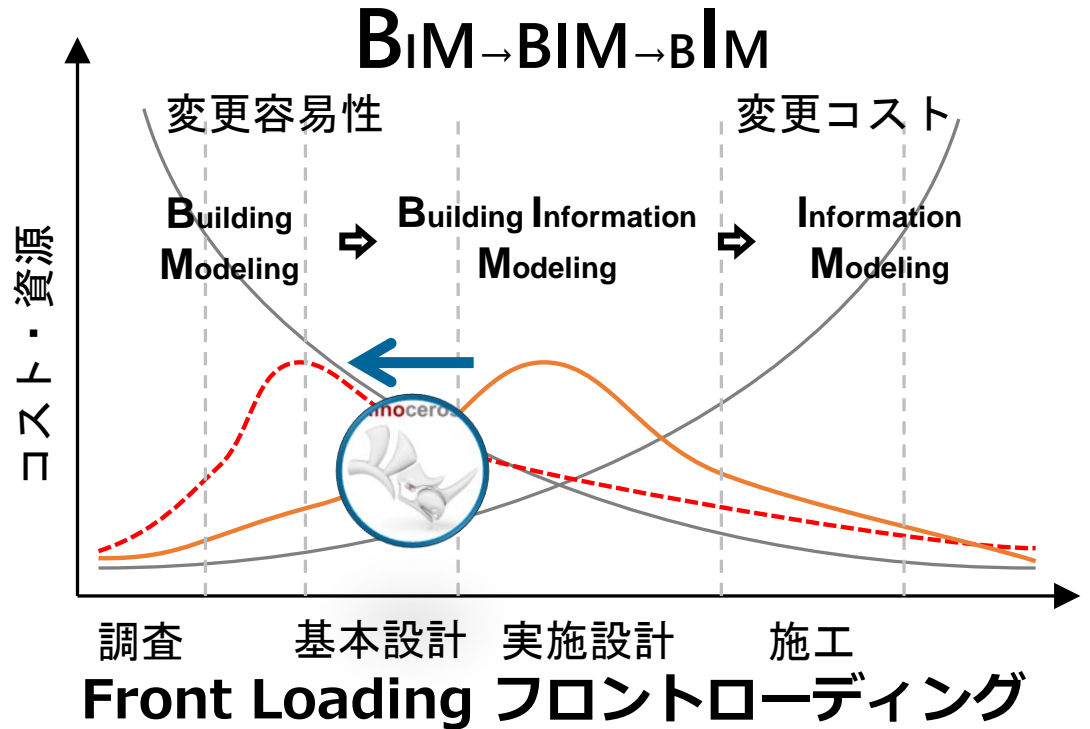 BIM→BIM→BIM
変更容易性
変更コスト
Building Modeling
⇨
Building Information Modeling
⇨
Information Modeling
コスト・資源
noceros
調査
基本設計
実施設計
施工
Front Loading フロントローディング